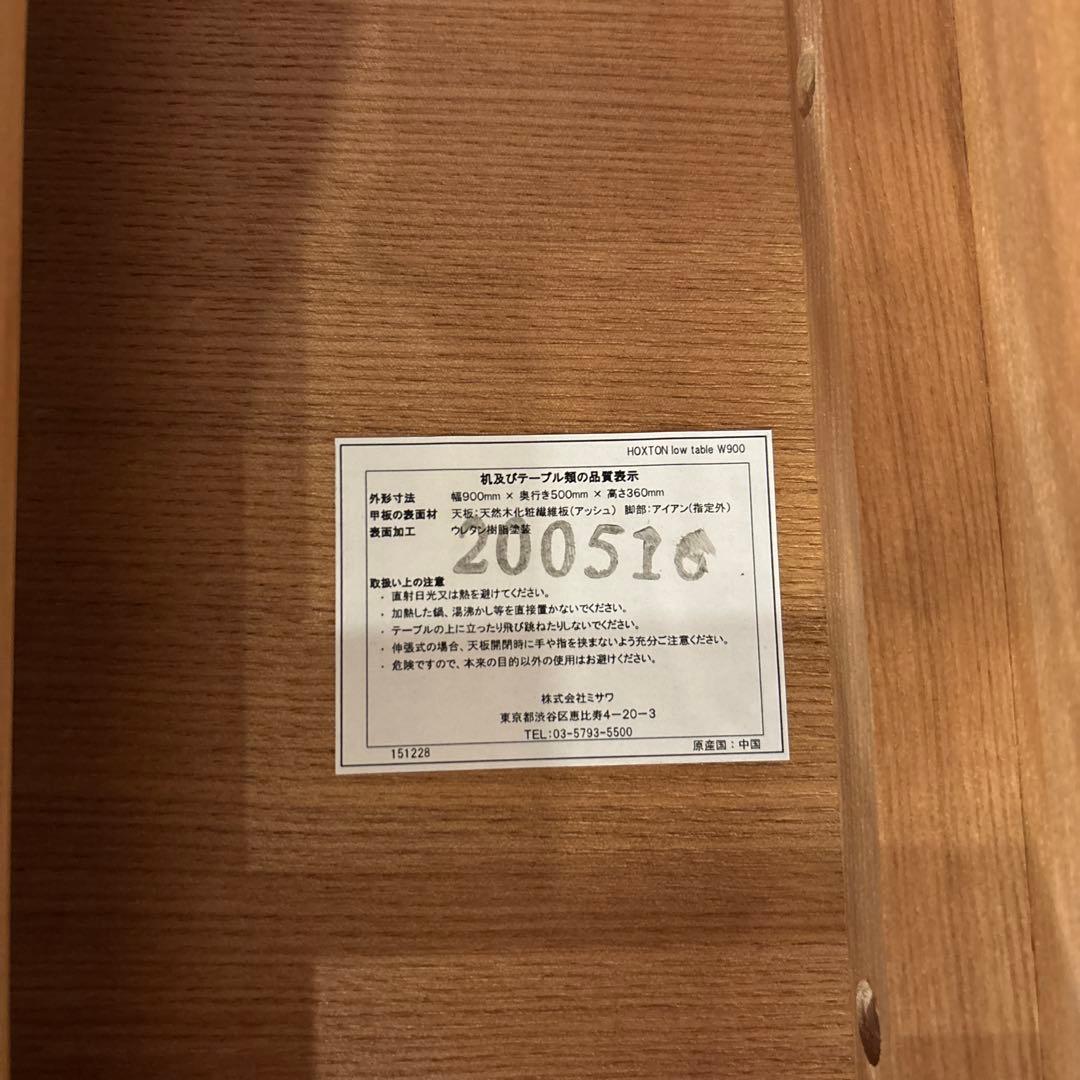 HOXTON low table W900
机及びテーブル類の品質表示
外形寸法 幅900mm × 奥行き500mm × 高さ360mm
甲板の表面材 天板:天然木化粧繊維板(アッシュ) 脚部:アイアン(指定外)
表面加工 ウレタン樹脂塗装
200516
取扱い上の注意
・ 直射日光又は熱を避けてください。
・ 加熱した鍋、湯沸かし等を直接置かないでください。
・ テーブルの上に立ったり飛び跳ねたりしないでください。
・ 伸張式の場合、天板開閉時に手や指を挟まないよう充分ご注意ください。
・ 危険ですので、本来の目的以外の使用はお避けください。
株式会社ミサワ
東京都渋谷区恵比寿4-20-3
TEL:03-5793-5500
151228 原産国:中国